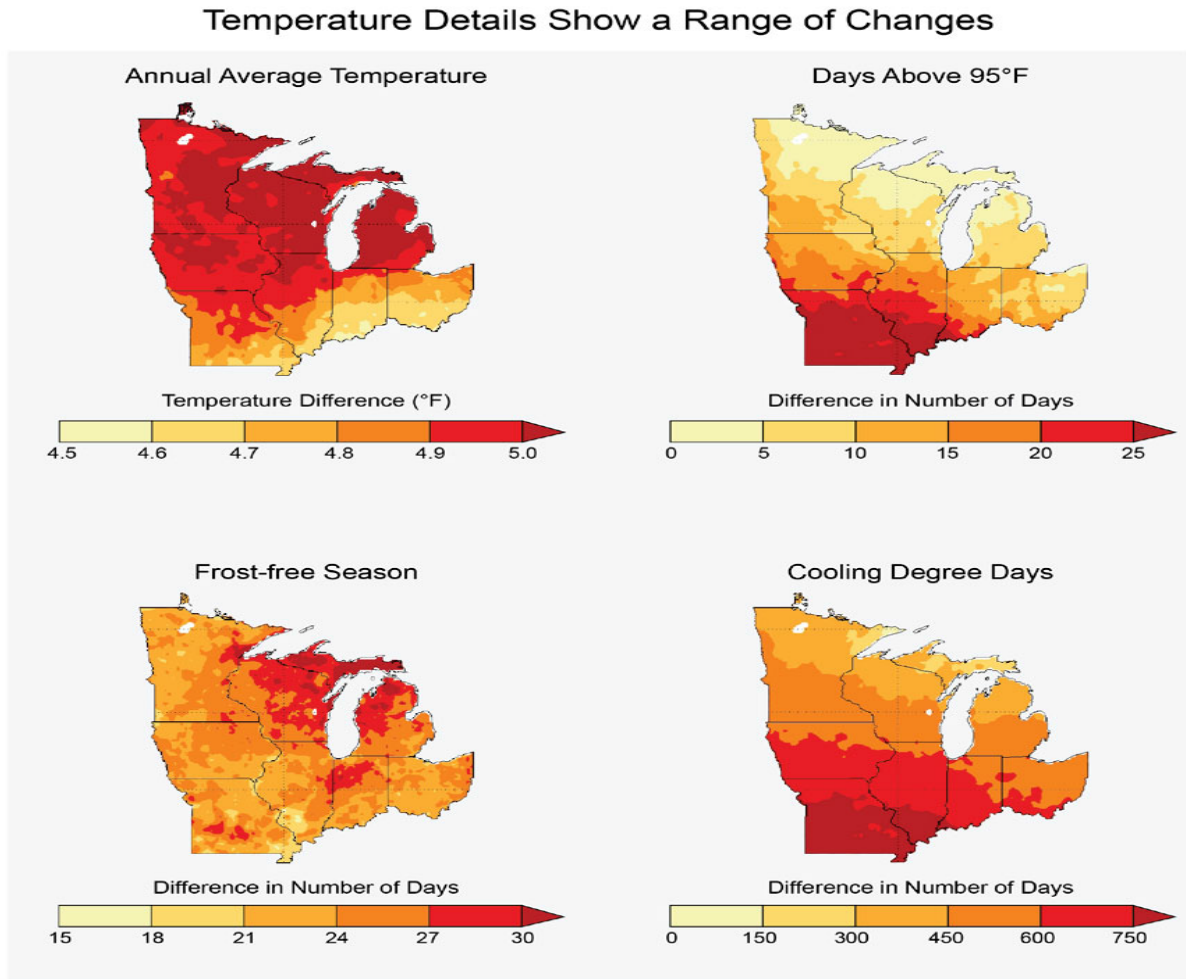 Temperature Details Show a Range of Changes
Annual Average Temperature
Temperature Difference (°F)
4.5 4.6 4.7 4.8 4.9 5.0
Days Above 95°F
Difference in Number of Days
0 5 10 15 20 25
Frost-free Season
Difference in Number of Days
15 18 21 24 27 30
Cooling Degree Days
Difference in Number of Days
0 150 300 450 600 750